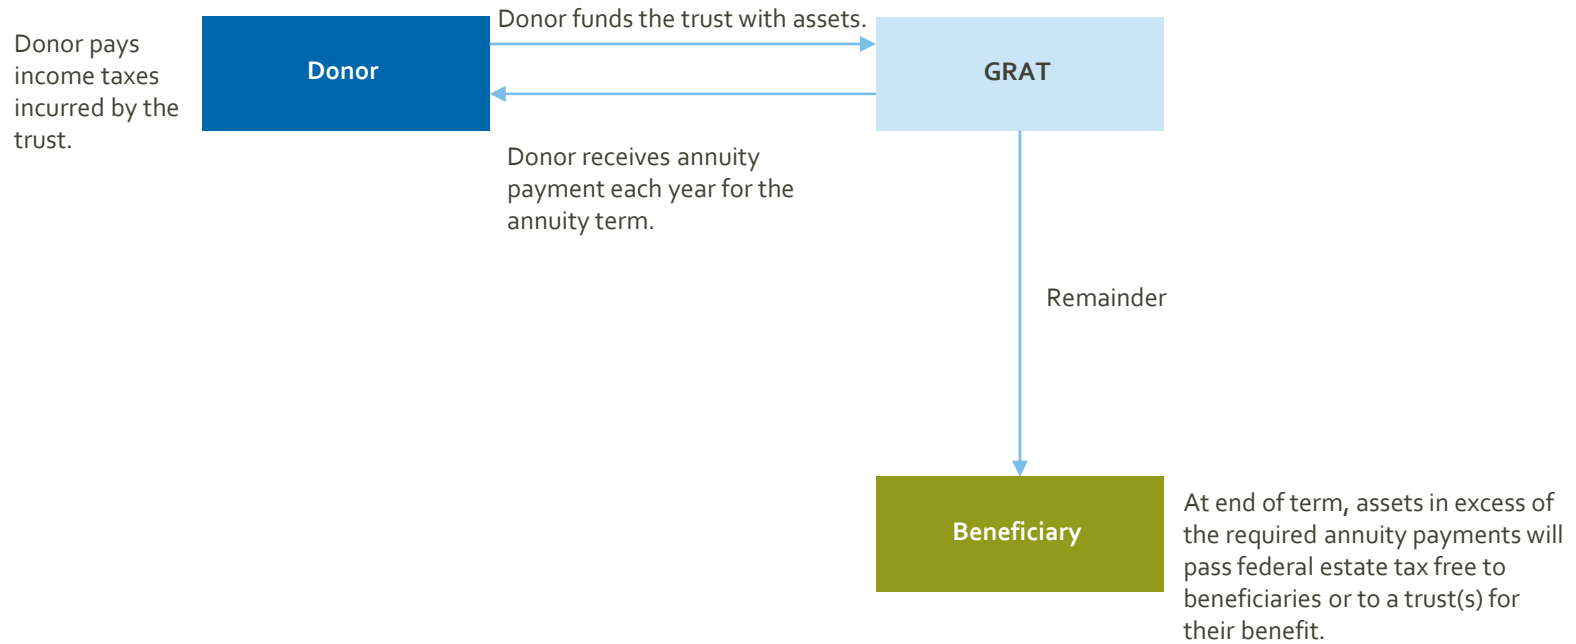 Donor funds the trust with assets.
Donor pays
income taxes
incurred by the
trust.
Donor
GRAT
Donor receives annuity
payment each year for the
annuity term.
Remainder
Beneficiary
At end of term, assets in excess of
the required annuity payments will
pass federal estate tax free to
beneficiaries or to a trust(s) for
their benefit.